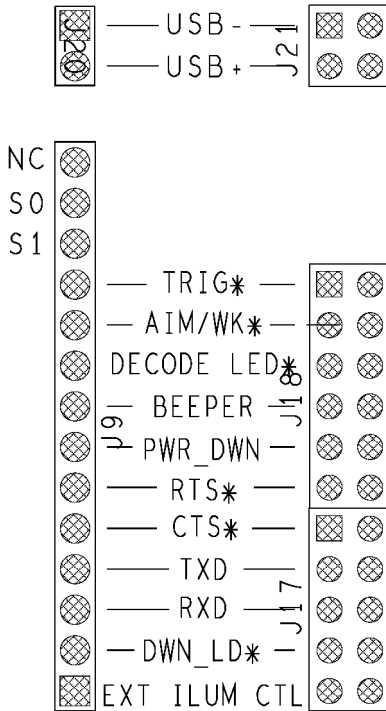 J20
USB-
USB+
J21
NC
S0
S1
TRIG*
AIM/WK*
DECODE LED*
BEEPER
PWR_DWN
RTS*
CTS*
TXD
RXD
DWN_LD*
EXT ILUM CTL
J9
J18
J17